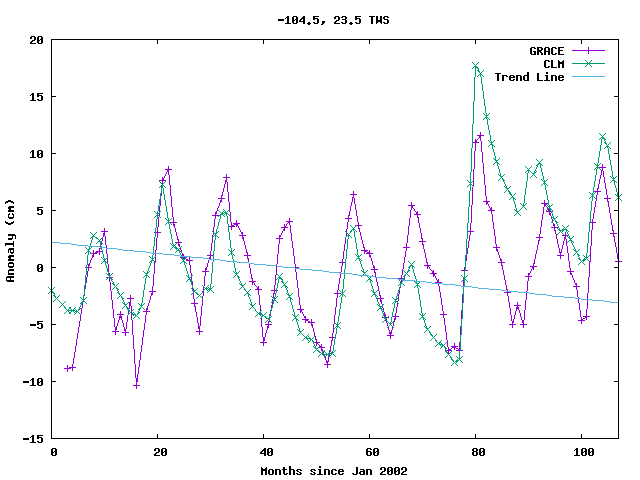 -104.5, 23.5 TWS
GRACE
CLM
Trend Line
20
15
10
5
0
-5
-10
-15
Anomaly (cm)
0 20 40 60 80 100
Months since Jan 2002